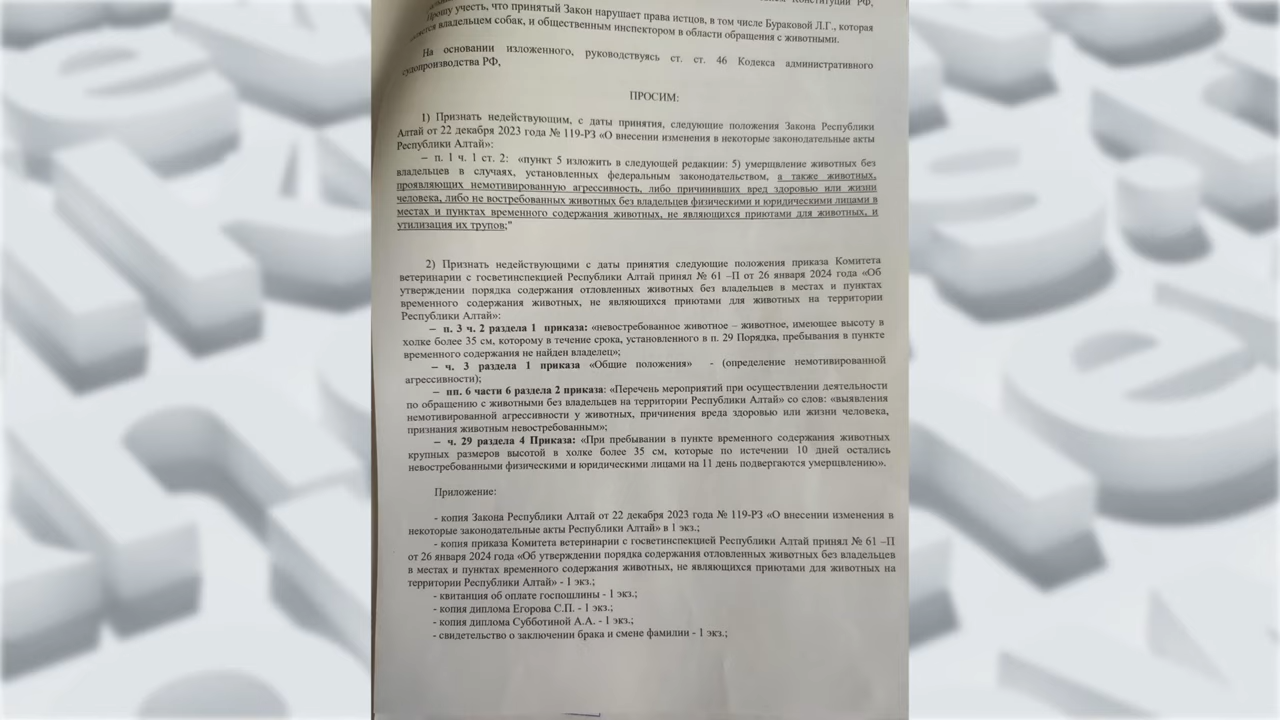 Конституции РФ,
Прошу учесть, что принятый Закон нарушает права истцов, в том числе Бураковой Л.Г., которая
является владельцем собак, и общественным инспектором в области обращения с животными.
На основании изложенного, руководствуясь ст. ст. 46 Кодекса административного
судопроизводства РФ,
ПРОСИМ:
1) Признать недействующим, с даты принятия, следующие положения Закона Республики
Алтай от 22 декабря 2023 года № 119-РЗ «О внесении изменения в некоторые законодательные акты
Республики Алтай»:
– п. 1 ч. 1 ст. 2: «пункт 5 изложить в следующей редакции: 5) умерщвление животных без
владельцев в случаях, установленных федеральным законодательством, а также животных,
проявляющих немотивированную агрессивность, либо причинивших вред здоровью или жизни
человека, либо не востребованных животных без владельцев физическими и юридическими лицами в
местах и пунктах временного содержания животных, не являющихся приютами для животных, и
утилизация их трупов;"
2) Признать недействующими с даты принятия следующие положения приказа Комитета
ветеринарии с госветинспекцией Республики Алтай принял № 61 –П от 26 января 2024 года «Об
утверждении порядка содержания отловленных животных без владельцев в местах и пунктах
временного содержания животных, не являющихся приютами для животных на территории
Республики Алтай»:
– п. 3 ч. 2 раздела 1 приказа: «невостребованное животное – животное, имеющее высоту в
холке более 35 см, которому в течение срока, установленного в п. 29 Порядка, пребывания в пункте
временного содержания не найден владелец»;
– ч. 3 раздела 1 приказа «Общие положения» - (определение немотивированной
агрессивности);
– пп. 6 части 6 раздела 2 приказа: «Перечень мероприятий при осуществлении деятельности
по обращению с животными без владельцев на территории Республики Алтай» со слов: «выявления
немотивированной агрессивности у животных, причинения вреда здоровью или жизни человека,
признания животным невостребованным»;
– ч. 29 раздела 4 Приказа: «При пребывании в пункте временного содержания животных
крупных размеров высотой в холке более 35 см, которые по истечении 10 дней остались
невостребованными физическими и юридическими лицами на 11 день подвергаются умерщвлению».
Приложение:
- копия Закона Республики Алтай от 22 декабря 2023 года № 119-РЗ «О внесении изменения в
некоторые законодательные акты Республики Алтай» в 1 экз.;
- копия приказа Комитета ветеринарии с госветинспекцией Республики Алтай принял № 61 –П
от 26 января 2024 года «Об утверждении порядка содержания отловленных животных без владельцев
в местах и пунктах временного содержания животных, не являющихся приютами для животных на
территории Республики Алтай» - 1 экз.;
- квитанция об оплате госпошлины - 1 экз.;
- копия диплома Егорова С.П. - 1 экз.;
- копия диплома Субботиной А.А. - 1 экз.;
- свидетельство о заключении брака и смене фамилии - 1 экз.;